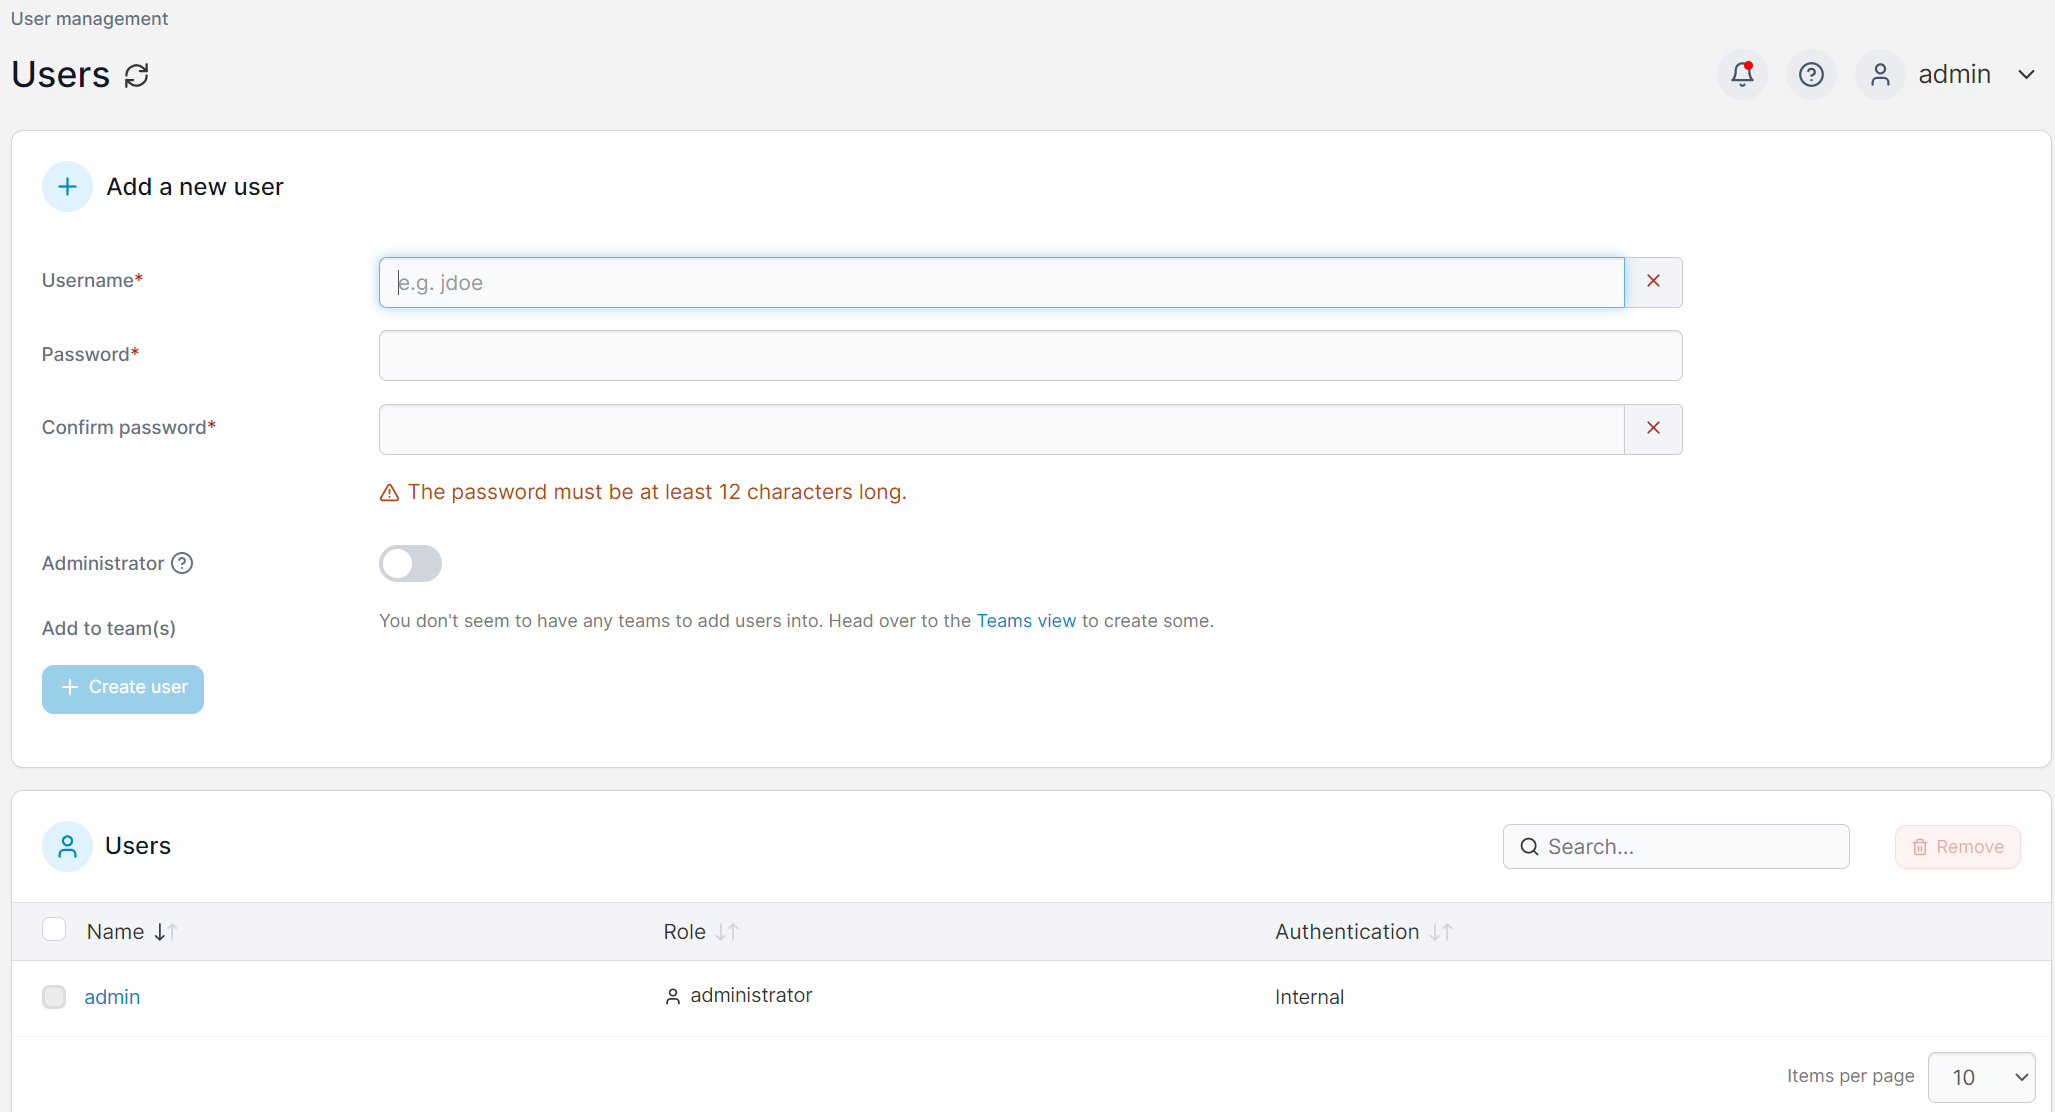 User management
Users
admin
Add a new user
Username*
e.g. jdoe
Password*
Confirm password*
The password must be at least 12 characters long.
Administrator
Add to team(s)
You don't seem to have any teams to add users into. Head over to the Teams view to create some.
Create user
Users
Search...
Remove
Name
Role
Authentication
admin
administrator
Internal
Items per page
10